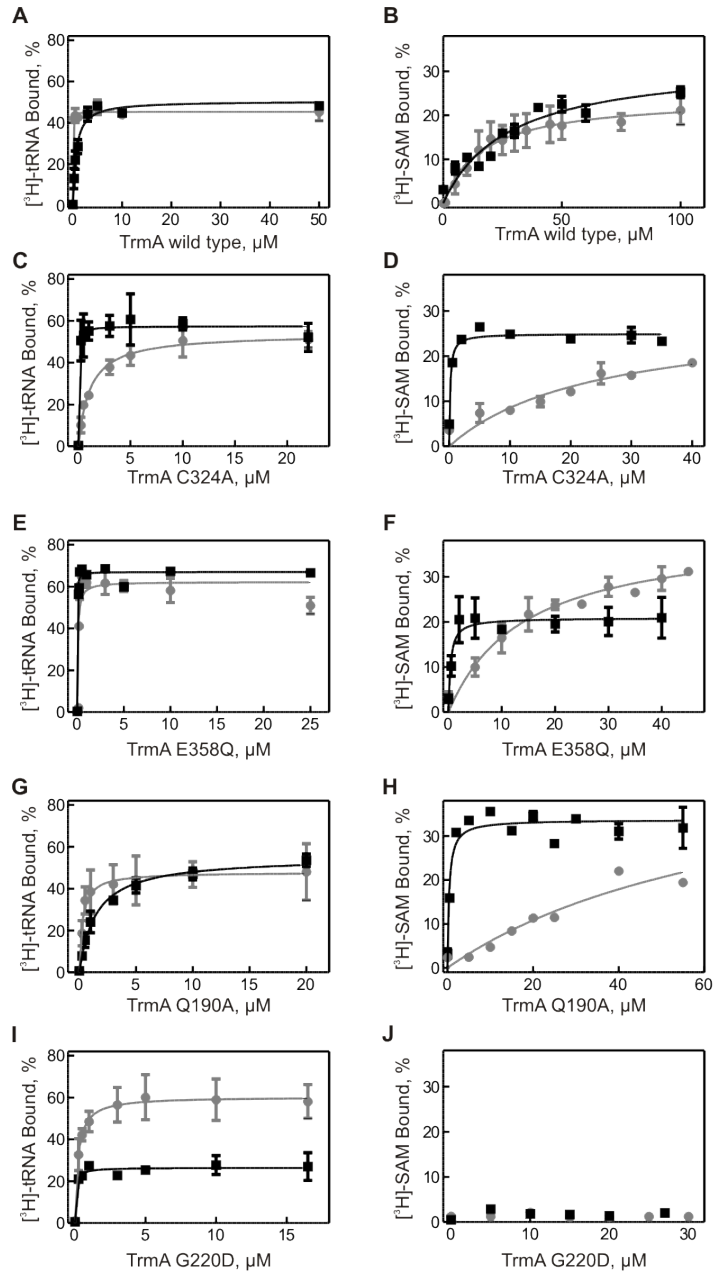 A
[³H]-tRNA Bound, %
80
60
40
20
0
0 10 20 30 40 50
TrmA wild type, µM
B
[³H]-SAM Bound, %
30
20
10
0
0 50 100
TrmA wild type, µM
C
[³H]-tRNA Bound, %
80
60
40
20
0
0 5 10 15 20
TrmA C324A, µM
D
[³H]-SAM Bound, %
30
20
10
0
0 10 20 30 40
TrmA C324A, µM
E
[³H]-tRNA Bound, %
80
60
40
20
0
0 5 10 15 20 25
TrmA E358Q, µM
F
[³H]-SAM Bound, %
30
20
10
0
0 10 20 30 40
TrmA E358Q, µM
G
[³H]-tRNA Bound, %
80
60
40
20
0
0 5 10 15 20
TrmA Q190A, µM
H
[³H]-SAM Bound, %
30
20
10
0
0 20 40 60
TrmA Q190A, µM
I
[³H]-tRNA Bound, %
80
60
40
20
0
0 5 10 15
TrmA G220D, µM
J
[³H]-SAM Bound, %
30
20
10
0
0 10 20 30
TrmA G220D, µM